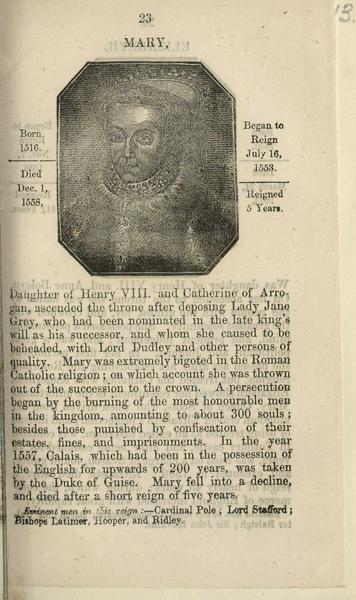 23
13.
MARY,
Born
1516.
Died
Dec. 1,
1558.
Began to
Reign
July 16,
1553.
Reigned
5 Years.
Daughter of Henry VIII. and Catherine of Arro-
gan, ascended the throne after deposing Lady Jane
Grey, who had been nominated in the late king's
will as his successor, and whom she caused to be
beheaded, with Lord Dudley and other persons of
quality. Mary was extremely bigoted in the Roman
Catholic religion; on which account she was thrown
out of the succession to the crown. A persecution
began by the burning of the most honourable men
in the kingdom, amounting to about 300 souls;
besides those punished by confiscation of their
estates, fines, and imprisonments. In the year
1557, Calais, which had been in the possession of
the English for upwards of 200 years, was taken
by the Duke of Guise. Mary fell into a decline,
and died after a short reign of five years.
Eminent men in this reign:—Cardinal Pole; Lord Stafford;
Bishops Latimer, Hooper, and Ridley.